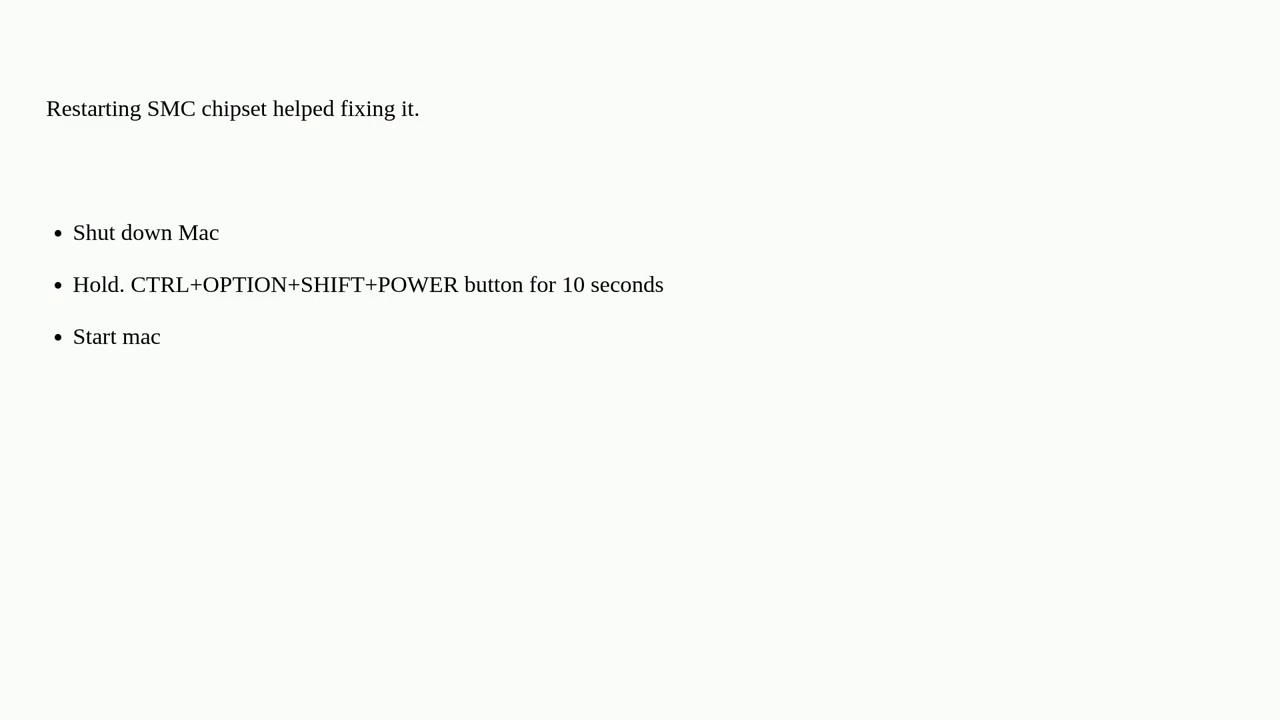 Restarting SMC chipset helped fixing it.
Shut down Mac
Hold. CTRL+OPTION+SHIFT+POWER button for 10 seconds
Start mac